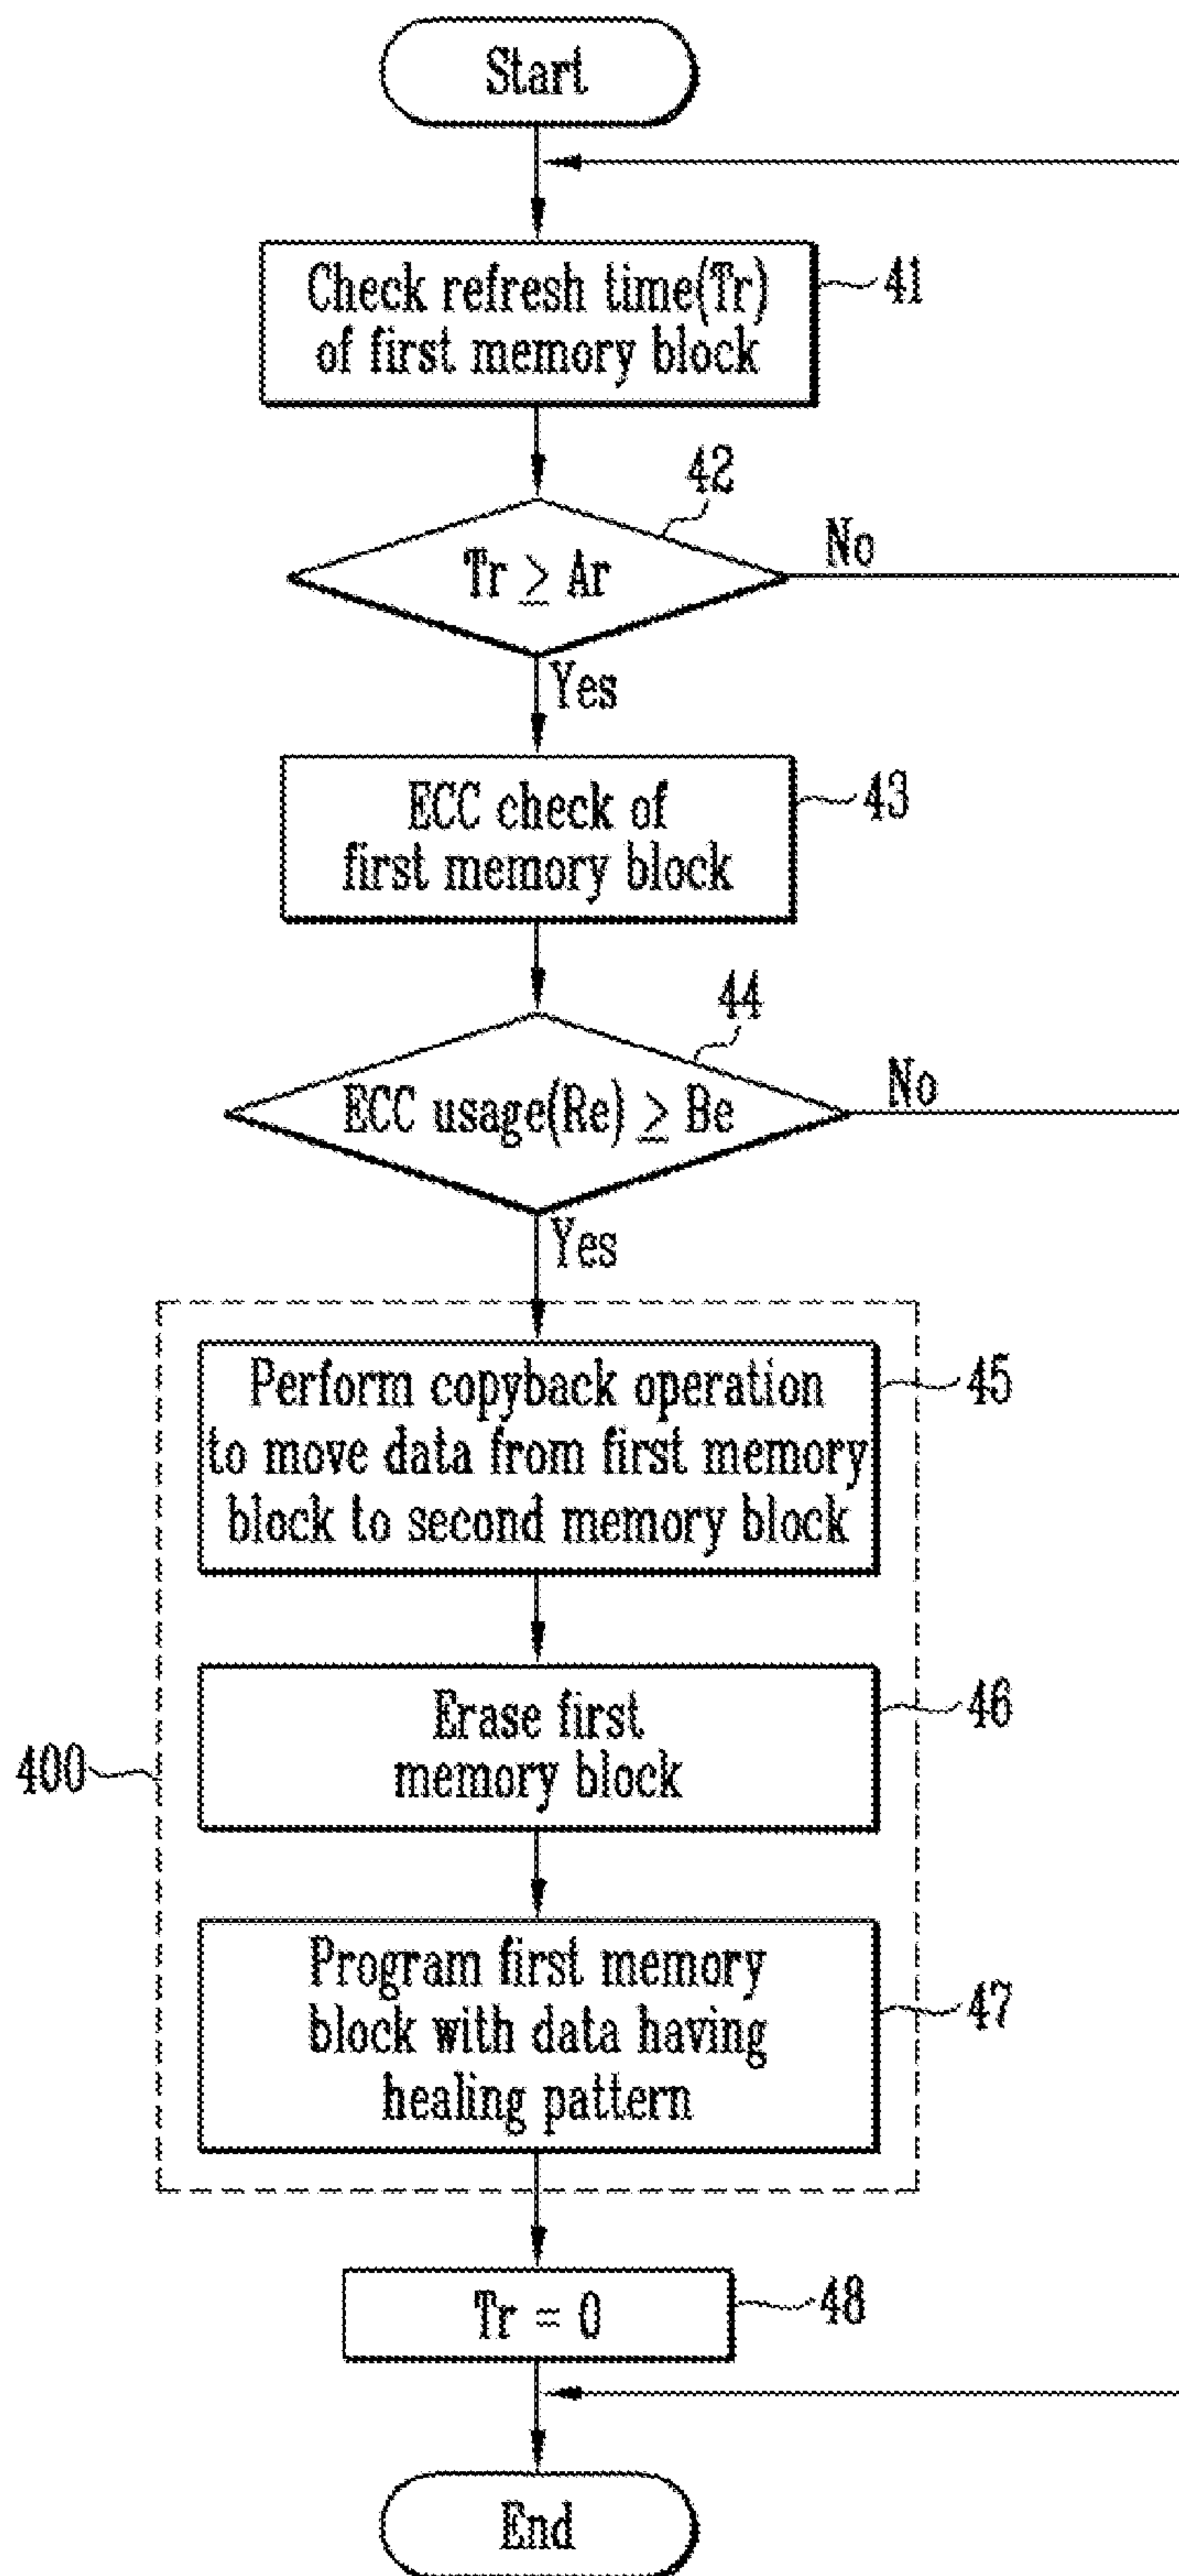 Start
Check refresh time(Tr)
of first memory block
41
42
Tr ≥ Ar
No
Yes
ECC check of
first memory block
43
44
ECC usage(Re) ≥ Be
No
Yes
Perform copyback operation
to move data from first memory
block to second memory block
45
Erase first
memory block
46
400
Program first memory
block with data having
healing pattern
47
Tr = 0
48
End